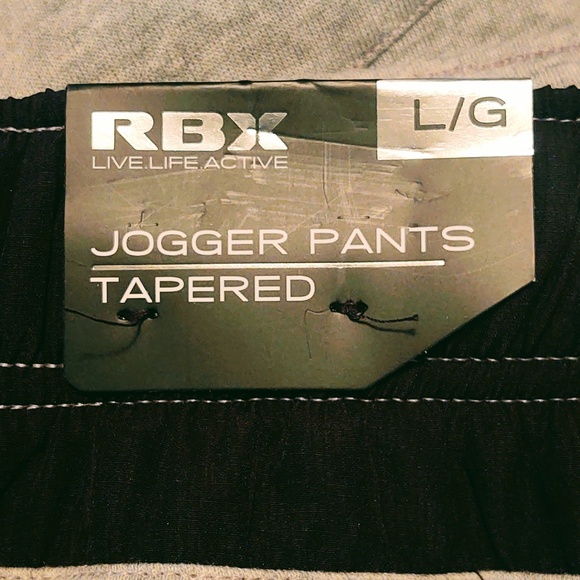 RBX
LIVE.LIFE.ACTIVE
L/G
JOGGER PANTS
TAPERED